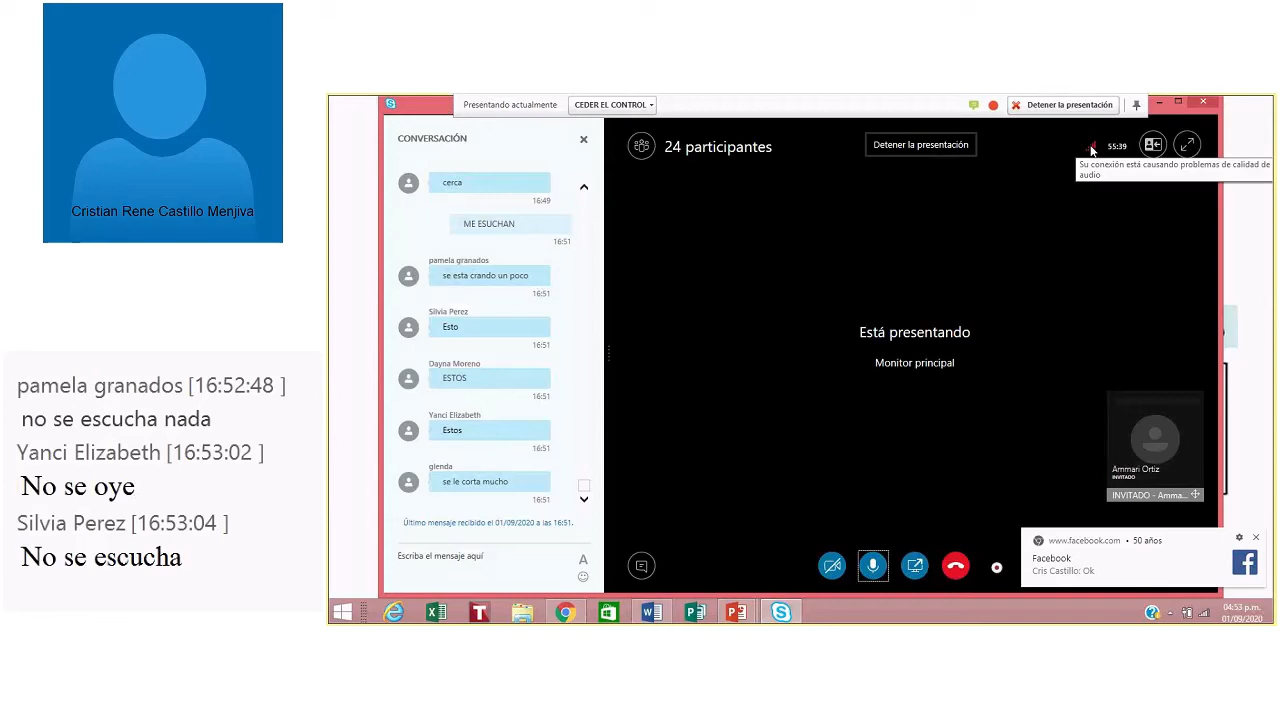 Cristian Rene Castillo Menjiva
pamela granados [16:52:48 ]
no se escucha nada
Yanci Elizabeth [16:53:02 ]
No se oye
Silvia Perez [16:53:04 ]
No se escucha
Presentando actualmente
CEDER EL CONTROL
Detener la presentación
CONVERSACIÓN
cerca
16:49
ME ESUCHAN
16:51
pamela granados
se esta crando un poco
16:51
Silvia Perez
Esto
16:51
Dayna Moreno
ESTOS
16:51
Yanci Elizabeth
Estos
16:51
glenda
se le corta mucho
16:51
Último mensaje recibido el 01/09/2020 a las 16:51.
Escriba el mensaje aquí
A
24 participantes
Detener la presentación
55:39
Su conexión está causando problemas de calidad de
audio
Está presentando
Monitor principal
Ammari Ortiz
INVITADO
INVITADO - Amma...
www.facebook.com • 50 años
Facebook
Cris Castillo: Ok
04:53 p.m.
01/09/2020